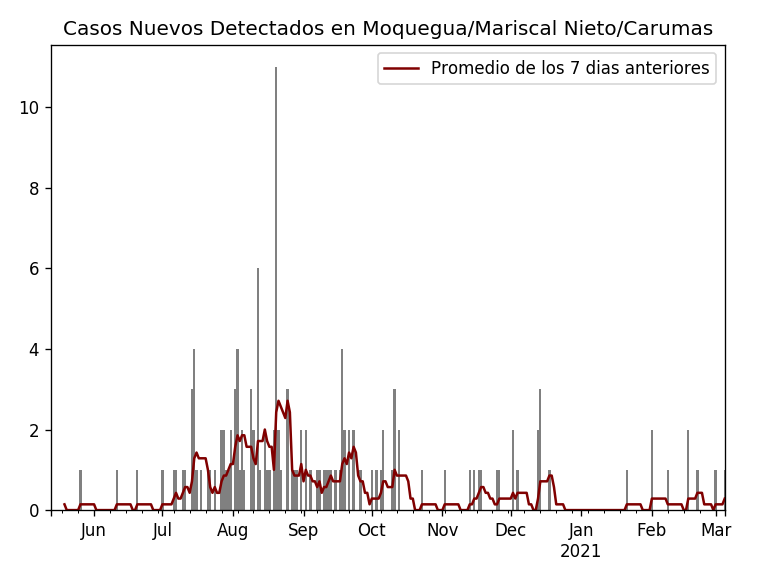 Casos Nuevos Detectados en Moquegua/Mariscal Nieto/Carumas
Promedio de los 7 dias anteriores
10
8
6
4
2
0
Jun Jul Aug Sep Oct Nov Dec Jan Feb Mar
2021